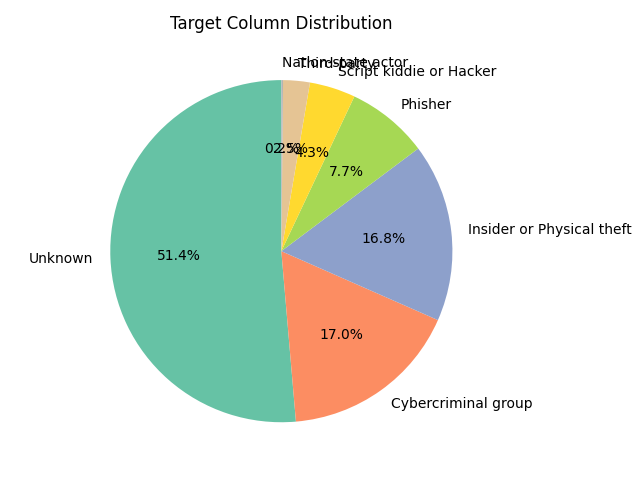 Target Column Distribution
Nation-state actor
Third-party
Script kiddie or Hacker
Phisher
4.3%
7.7%
Insider or Physical theft
16.8%
Unknown
51.4%
17.0%
Cybercriminal group